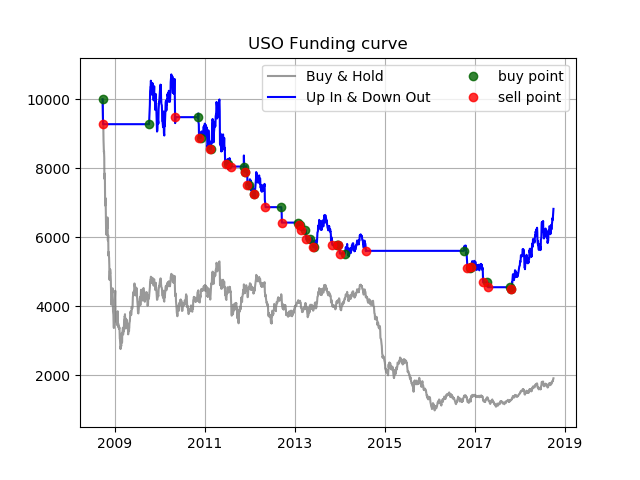 USO Funding curve
Buy & Hold
Up In & Down Out
buy point
sell point
10000
8000
6000
4000
2000
2009 2011 2013 2015 2017 2019